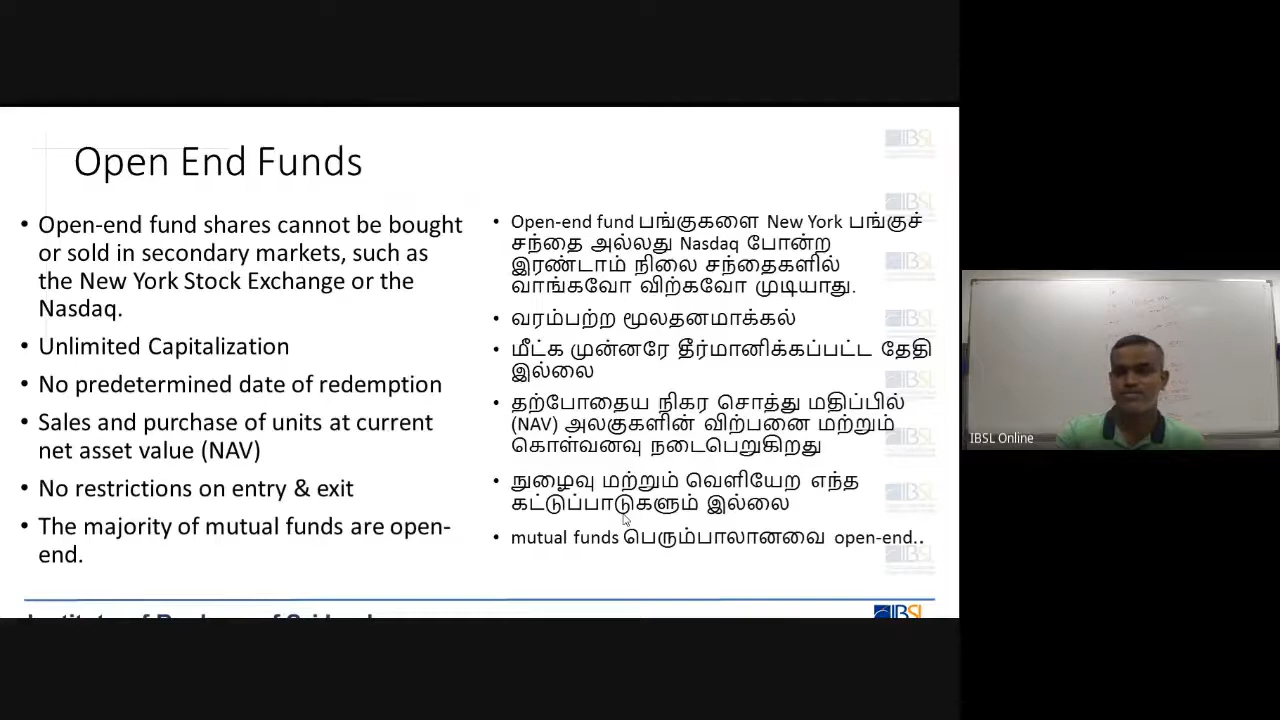 Open End Funds
• Open-end fund shares cannot be bought
or sold in secondary markets, such as
the New York Stock Exchange or the
Nasdaq.
• Unlimited Capitalization
• No predetermined date of redemption
• Sales and purchase of units at current
net asset value (NAV)
• No restrictions on entry & exit
• The majority of mutual funds are open-
end.
• Open-end fund பங்குகளை New York பங்குச்
சந்தை அல்லது Nasdaq போன்ற
இரண்டாம் நிலை சந்தைகளில்
வாங்கவோ விற்கவோ முடியாது.
• வரம்பற்ற மூலதனமாக்கல்
• மீட்க முன்னரே தீர்மானிக்கப்பட்ட தேதி
இல்லை
• தற்போதைய நிகர சொத்து மதிப்பில்
(NAV) அலகுகளின் விற்பனை மற்றும்
கொள்வனவு நடைபெறுகிறது
• நுழைவு மற்றும் வெளியேற எந்த
கட்டுப்பாடுகளும் இல்லை
• mutual funds பெரும்பாலானவை open-end..
IBSL
IBSL Online